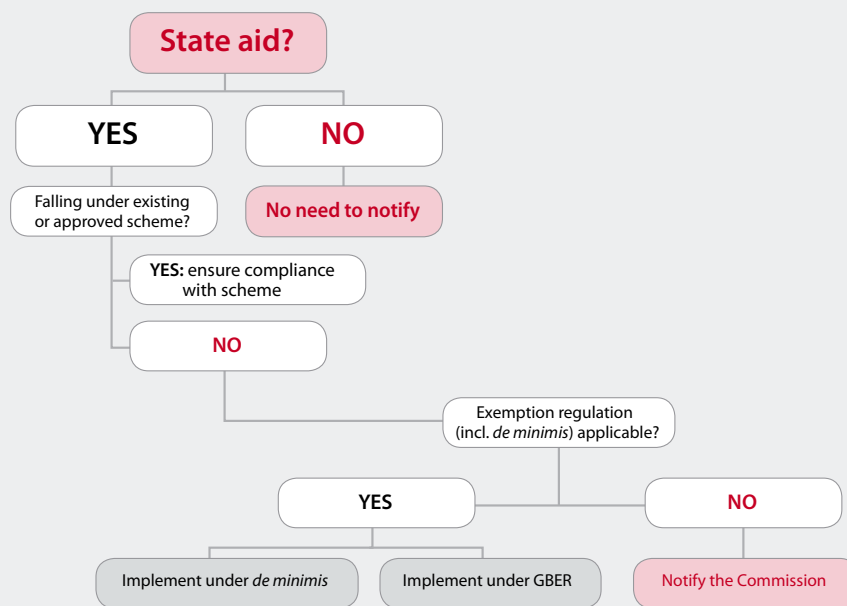 State aid?
YES
NO
Falling under existing
or approved scheme?
No need to notify
YES: ensure compliance
with scheme
NO
Exemption regulation
(incl. de minimis) applicable?
YES
NO
Implement under de minimis
Implement under GBER
Notify the Commission